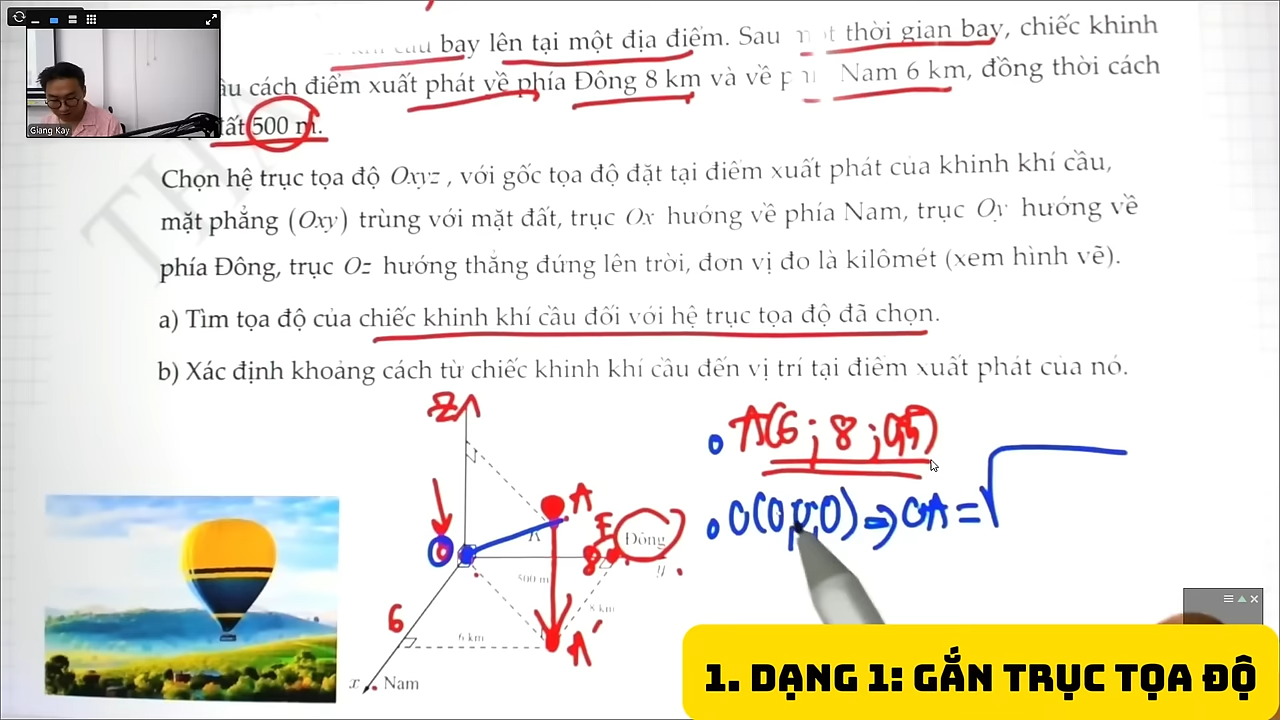 bay lên tại một địa điểm. Sau một thời gian bay, chiếc khinh
cách điểm xuất phát về phía Đông 8 km và về Nam 6 km, đồng thời cách
đất 500 m.
Giang Kay
Chọn hệ trục tọa độ Oxyz, với gốc tọa độ đặt tại điểm xuất phát của khinh khí cầu,
mặt phẳng (Oxy) trùng với mặt đất, trục Ox hướng về phía Nam, trục Oy hướng về
phía Đông, trục Oz hướng thẳng đứng lên trời, đơn vị đo là kilômét (xem hình vẽ).
a) Tìm tọa độ của chiếc khinh khí cầu đối với hệ trục tọa độ đã chọn.
b) Xác định khoảng cách từ chiếc khinh khí cầu đến vị trí tại điểm xuất phát của nó.
Z
A(6; 8; 0,5)
A
O(0,0,0) => OA = √
Đông
8
500 m
y
8 km
6
6 km
A'
x
Nam
1. DẠNG 1: GẮN TRỤC TỌA ĐỘ